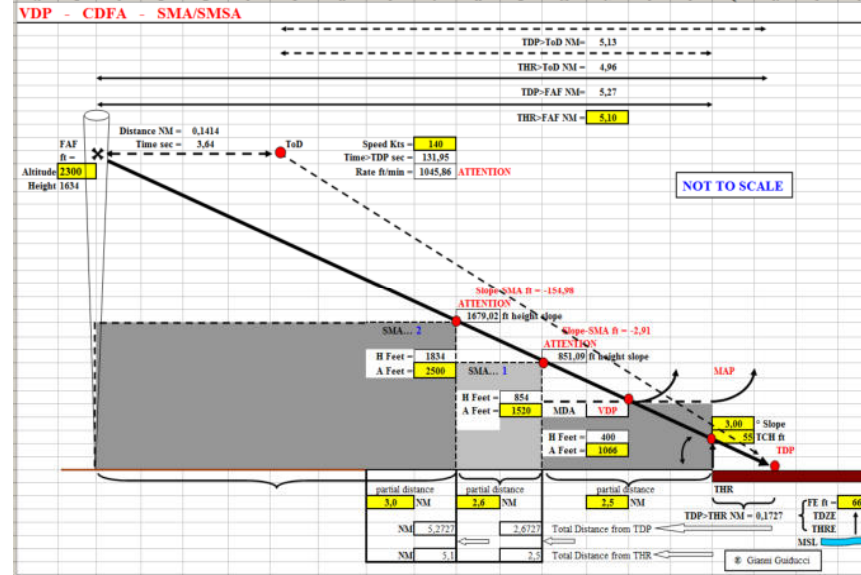 VDP - CDFA - SMA/SMSA
TDP>ToD NM= 5,13
THR>ToD NM = 4,96
TDP>FAF NM= 5,27
THR>FAF NM= 5,10
Distance NM = 0,1414
FAF Time sec = 3,64 ToD Speed Kts = 140
ft = Time>TDP sec = 131,95
Altitude 2300 Rate ft/min = 1045,86 ATTENTION
Height 1634
NOT TO SCALE
Slope-SMA ft = -154,98
ATTENTION
1679,02 ft height slope
SMA... 2 Slope-SMA ft = -2,91
ATTENTION
H Feet = 1834 851,09 ft height slope
A Feet = 2500 SMA... 1 MAP
H Feet = 854
A Feet = 1520 MDA VDP
3,00 ° Slope
H Feet = 400 55 TCH ft
A Feet = 1066 TDP
partial distance partial distance partial distance THR
3,0 NM 2,6 NM 2,5 NM FE ft = 66
TDP>THR NM = 0,1727 TDZE
NM 5,2727 2,6727 Total Distance from TDP THRE
MSL
NM 5,1 2,5 Total Distance from THR
® Gianni Guiducci